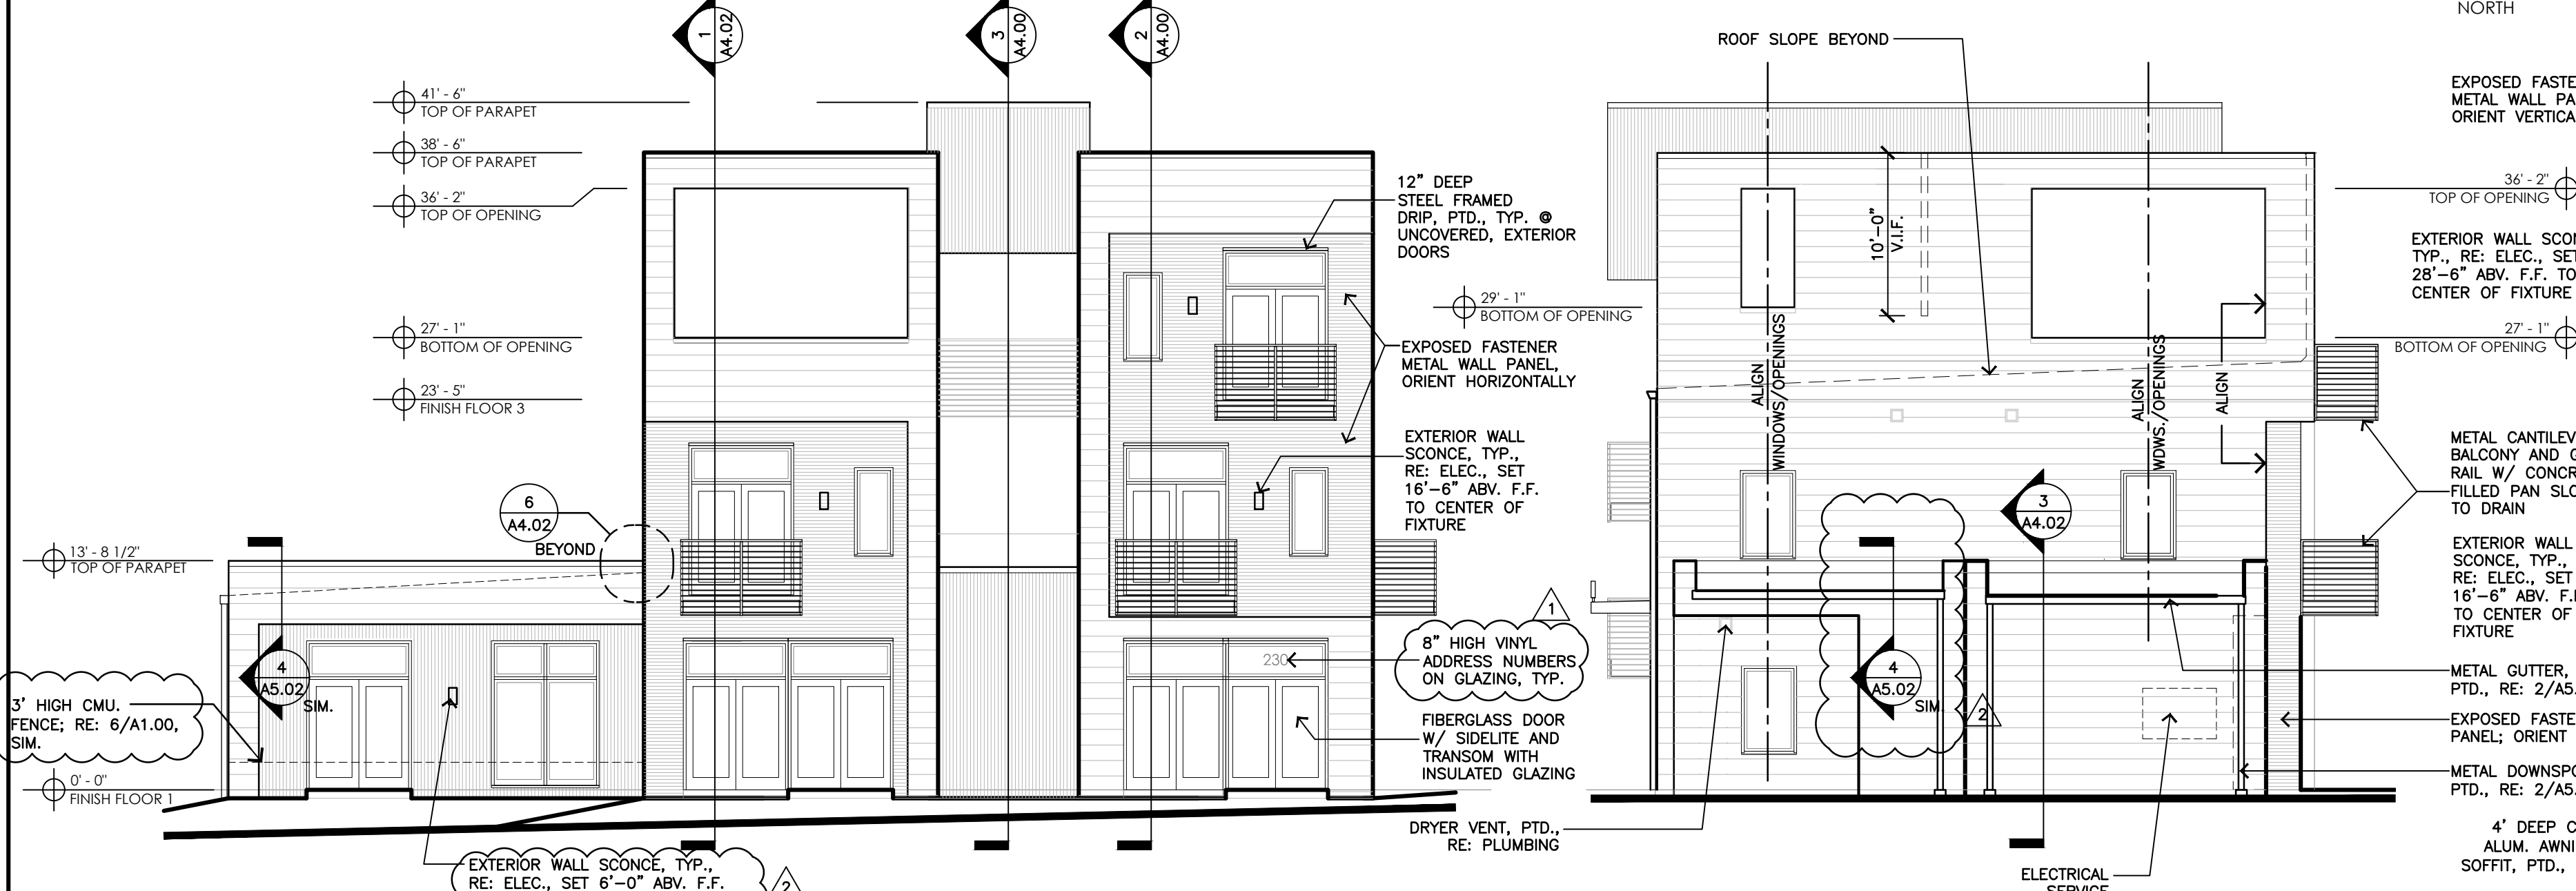 NORTH
1
A4.02
3
A4.00
2
A4.00
ROOF SLOPE BEYOND
41' - 6"
TOP OF PARAPET
38' - 6"
TOP OF PARAPET
36' - 2"
TOP OF OPENING
27' - 1"
BOTTOM OF OPENING
23' - 5"
FINISH FLOOR 3
6
A4.02
BEYOND
13' - 8 1/2"
TOP OF PARAPET
4
A5.02
SIM.
3' HIGH CMU.
FENCE; RE: 6/A1.00,
SIM.
0' - 0"
FINISH FLOOR 1
EXTERIOR WALL SCONCE, TYP.,
RE: ELEC., SET 6'-0" ABV. F.F.
2
12" DEEP
STEEL FRAMED
DRIP, PTD., TYP. @
UNCOVERED, EXTERIOR
DOORS
29' - 1"
BOTTOM OF OPENING
EXPOSED FASTENER
METAL WALL PANEL,
ORIENT HORIZONTALLY
EXTERIOR WALL
SCONCE, TYP.,
RE: ELEC., SET
16'-6" ABV. F.F.
TO CENTER OF
FIXTURE
1
8" HIGH VINYL
ADDRESS NUMBERS
ON GLAZING, TYP.
230
FIBERGLASS DOOR
W/ SIDELITE AND
TRANSOM WITH
INSULATED GLAZING
DRYER VENT, PTD.,
RE: PLUMBING
10'-0"
V.I.F.
ALIGN
WINDOWS/OPENINGS
ALIGN
WDWS./OPENINGS
ALIGN
3
A4.02
4
A5.02
SIM.
2
ELECTRICAL
SERVICE
EXPOSED FASTE
METAL WALL PA
ORIENT VERTICA
36' - 2"
TOP OF OPENING
EXTERIOR WALL SCON
TYP., RE: ELEC., SET
28'-6" ABV. F.F. TO
CENTER OF FIXTURE
27' - 1"
BOTTOM OF OPENING
METAL CANTILEV
BALCONY AND G
RAIL W/ CONCR
FILLED PAN SLO
TO DRAIN
EXTERIOR WALL
SCONCE, TYP.,
RE: ELEC., SET
16'-6" ABV. F.F
TO CENTER OF
FIXTURE
METAL GUTTER,
PTD., RE: 2/A5.
EXPOSED FASTE
PANEL; ORIENT
METAL DOWNSPO
PTD., RE: 2/A5.
4' DEEP C
ALUM. AWNI
SOFFIT, PTD.,